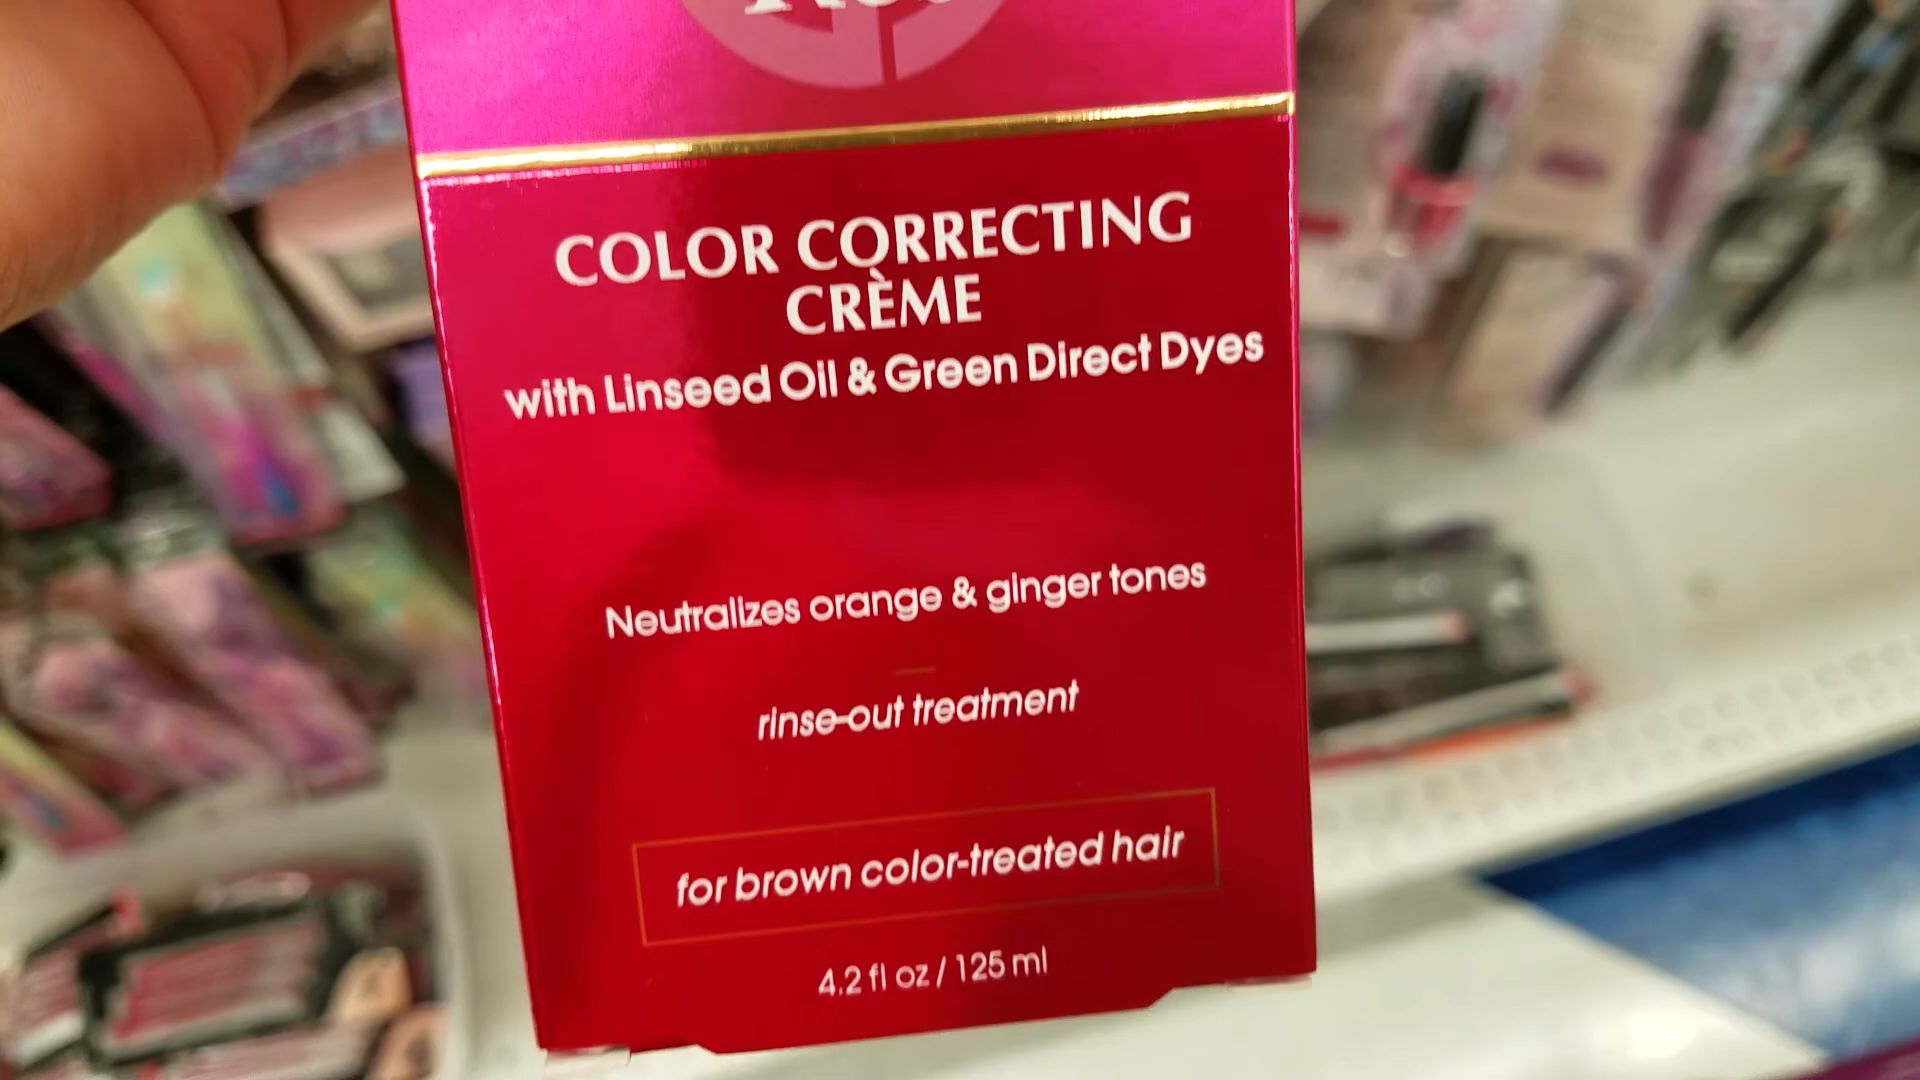 COLOR CORRECTING
CRÈME
with Linseed Oil & Green Direct Dyes
Neutralizes orange & ginger tones
rinse-out treatment
for brown color-treated hair
4.2 fl oz / 125 ml